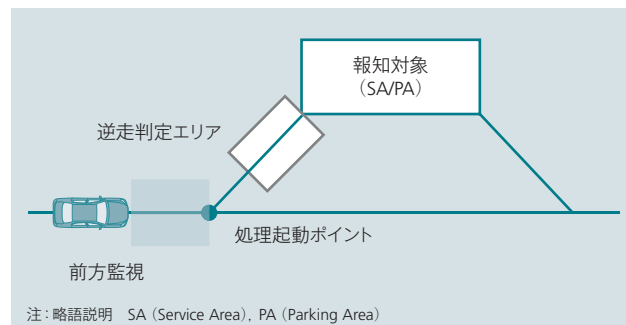 報知対象
（SA/PA）
逆走判定エリア
処理起動ポイント
前方監視
注：略語説明　SA（Service Area），PA（Parking Area）